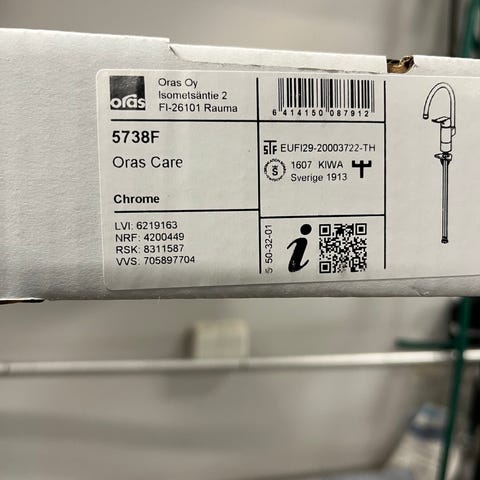 oras
Oras Oy
Isometsäntie 2
FI-26101 Rauma
5738F
Oras Care
Chrome
LVI: 6219163
NRF: 4200449
RSK: 8311587
VVS: 705897704
6 414150 087912
STF EUFI29-20003722-TH
S 1607 KIWA
Sverige 1913
50-32-01
i